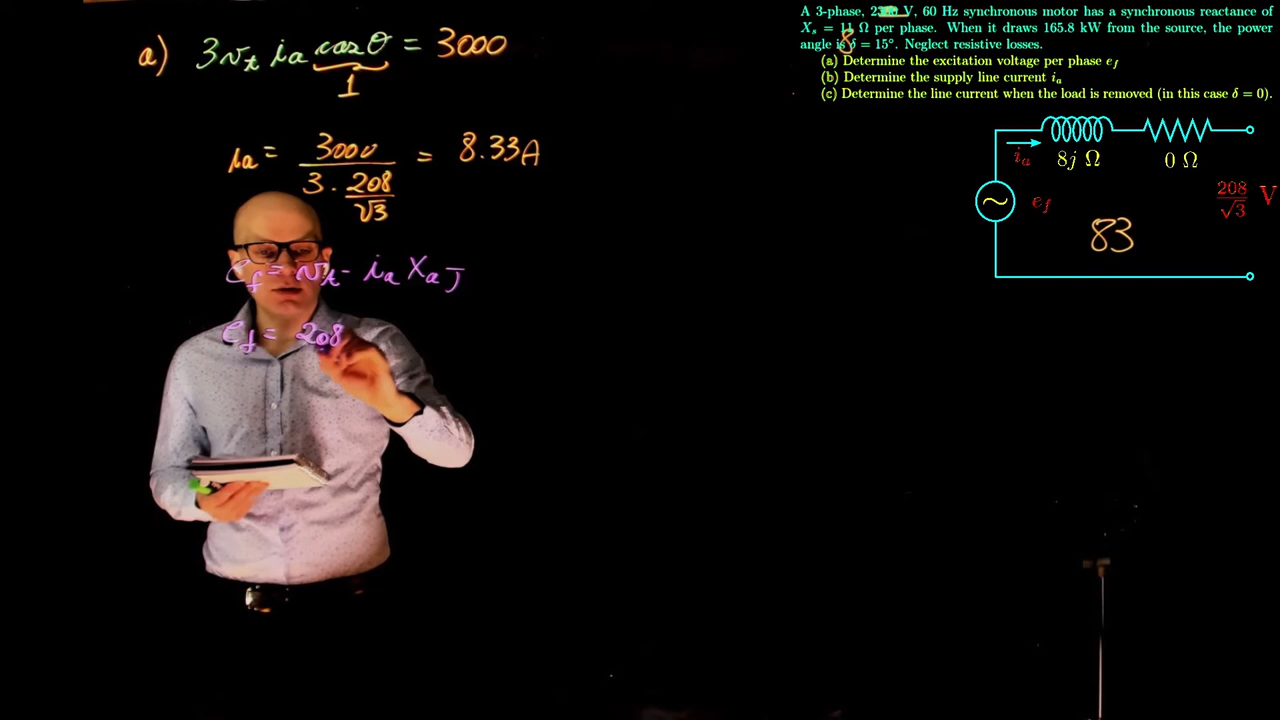 a) 3 v_t i_a cos θ = 3000
1
i_a = 3000 / (3 · 208/√3) = 8.33A
e_f = v_t - i_a X_a j
e_f = 208
A 3-phase, V, 60 Hz synchronous motor has a synchronous reactance of
X_s = Ω per phase. When it draws 165.8 kW from the source, the power
8
angle is δ = 15°. Neglect resistive losses.
(a) Determine the excitation voltage per phase e_f
(b) Determine the supply line current i_a
(c) Determine the line current when the load is removed (in this case δ = 0).
i_a 8j Ω 0 Ω
e_f 208/√3 V
83